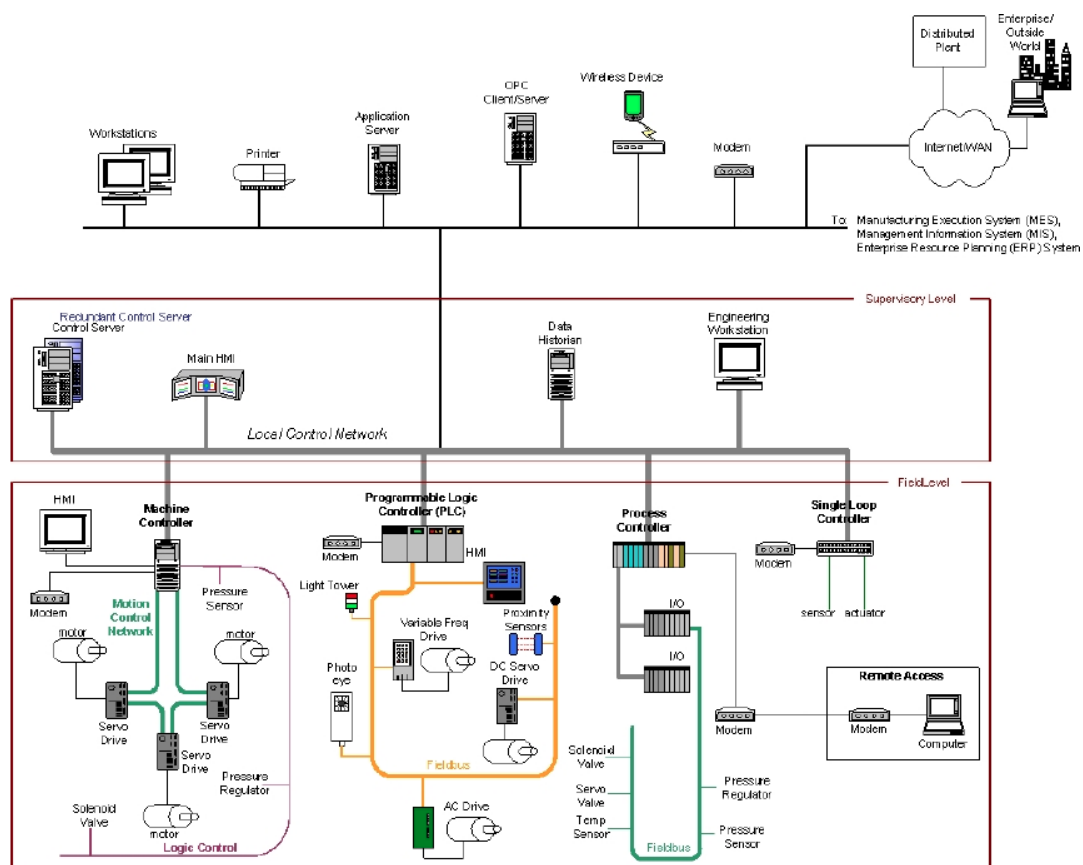 Distributed
Plant
Enterprise/
Outside
World
Internet/WAN
OPC
Client/Server
Wireless Device
Application
Server
Workstations
Printer
Modem
To: Manufacturing Execution System (MES),
Management Information System (MIS),
Enterprise Resource Planning (ERP) System
Supervisory Level
Redundant Control Server
Control Server
Main HMI
Data
Historian
Engineering
Workstation
Local Control Network
FieldLevel
HMI
Machine
Controller
Modem
Pressure
Sensor
Motion
Control
Network
motor
motor
Servo
Drive
Servo
Drive
Servo
Drive
motor
Pressure
Regulator
Solenoid
Valve
Logic Control
Programmable Logic
Controller (PLC)
Modem
HMI
Light Tower
Proximity
Sensors
Variable Freq
Drive
Photo
eye
DC Servo
Drive
Fieldbus
AC Drive
Process
Controller
I/O
I/O
Modem
Solenoid
Valve
Servo
Valve
Temp
Sensor
Pressure
Regulator
Pressure
Sensor
Fieldbus
Single Loop
Controller
Modem
sensor
actuator
Remote Access
Modem
Computer